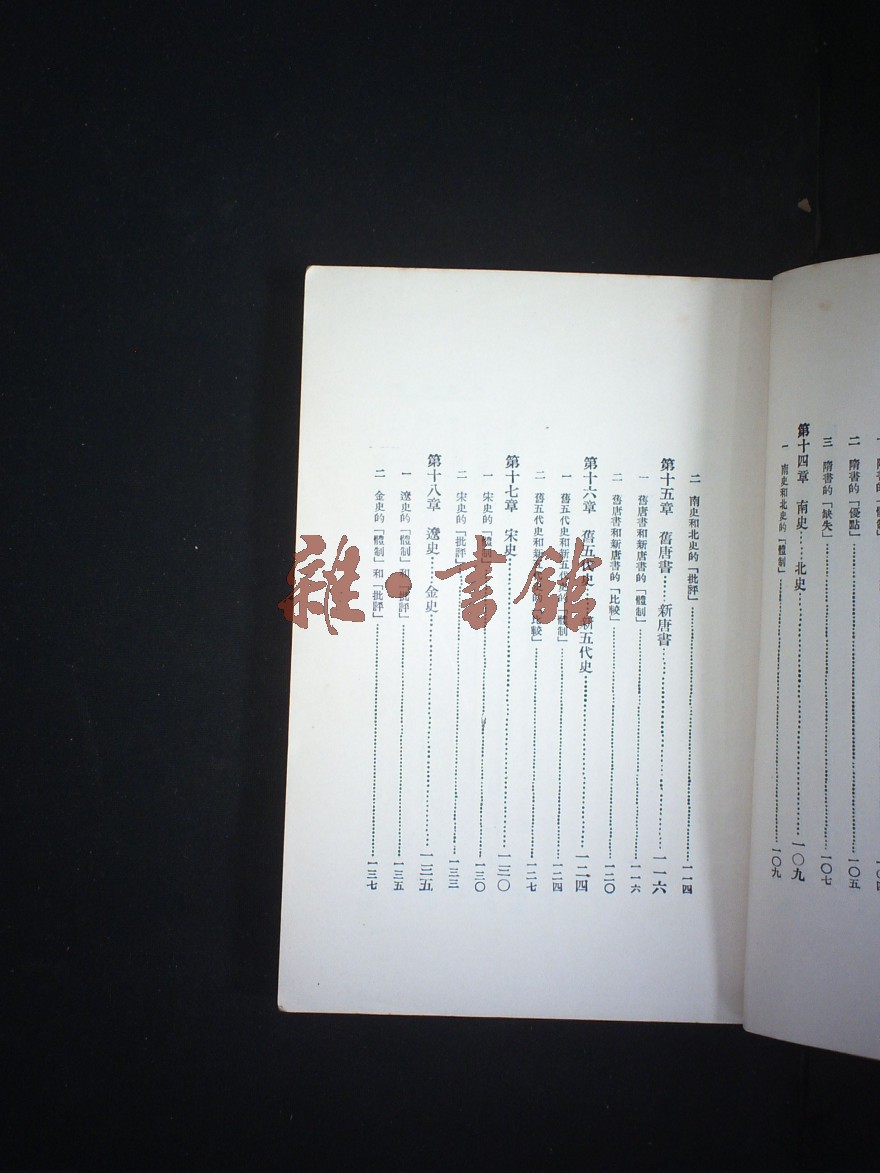 二 隋書的「優點」……一〇五
三 隋書的「缺失」……一〇七
第十四章 南史……北史……一〇九
一 南史和北史的「體制」……一〇九
二 南史和北史的「批評」……一一四
第十五章 舊唐書……新唐書……一一六
一 舊唐書和新唐書的「體制」……一一六
二 舊唐書和新唐書的「比較」……一二〇
第十六章 舊五代史……新五代史……一二四
一 舊五代史和新五代史的「體制」……一二四
二 舊五代史和新五代史的「比較」……一二七
第十七章 宋史……一三〇
一 宋史的「體制」……一三〇
二 宋史的「批評」……一三三
第十八章 遼史……金史……一三五
一 遼史的「體制」和「批評」……一三五
二 金史的「體制」和「批評」……一三七
雜·書館